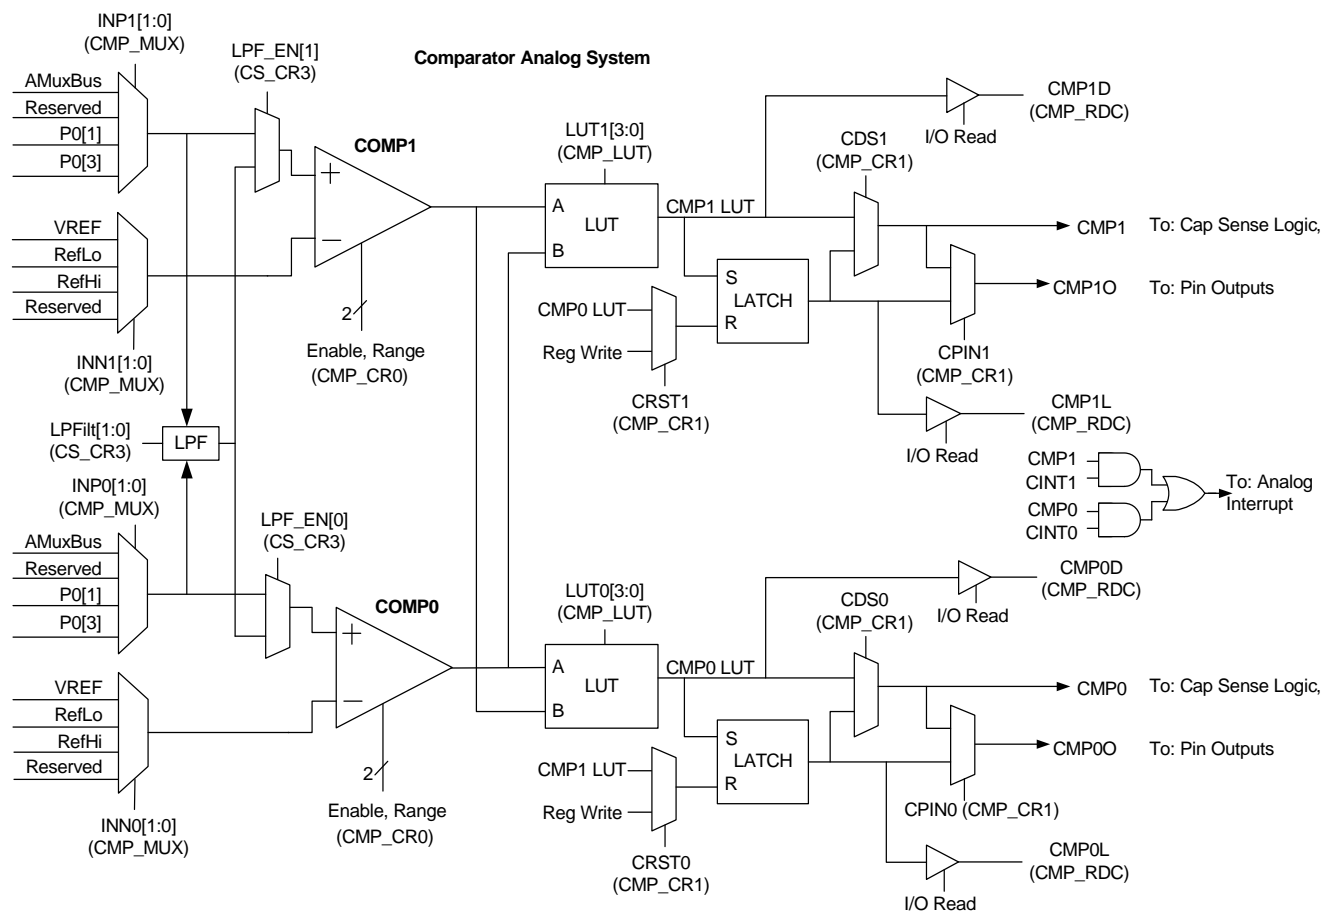 Comparator Analog System
INP1[1:0]
(CMP_MUX)
AMuxBus
Reserved
P0[1]
P0[3]
LPF_EN[1]
(CS_CR3)
COMP1
+
−
VREF
RefLo
RefHi
Reserved
INN1[1:0]
(CMP_MUX)
2
Enable, Range
(CMP_CR0)
LUT1[3:0]
(CMP_LUT)
A
LUT
B
CMP1 LUT
S
LATCH
R
CMP0 LUT
Reg Write
CRST1
(CMP_CR1)
CDS1
(CMP_CR1)
I/O Read
CMP1D
(CMP_RDC)
CMP1
To: Cap Sense Logic,
CMP1O
To: Pin Outputs
CPIN1
(CMP_CR1)
CMP1L
(CMP_RDC)
I/O Read
LPFilt[1:0]
(CS_CR3)
LPF
CMP1
CINT1
CMP0
CINT0
To: Analog
Interrupt
INP0[1:0]
(CMP_MUX)
AMuxBus
Reserved
P0[1]
P0[3]
LPF_EN[0]
(CS_CR3)
COMP0
+
−
VREF
RefLo
RefHi
Reserved
INN0[1:0]
(CMP_MUX)
2
Enable, Range
(CMP_CR0)
LUT0[3:0]
(CMP_LUT)
A
LUT
B
CMP0 LUT
S
LATCH
R
CMP1 LUT
Reg Write
CRST0
(CMP_CR1)
CDS0
(CMP_CR1)
I/O Read
CMP0D
(CMP_RDC)
CMP0
To: Cap Sense Logic,
CMP0O
To: Pin Outputs
CPIN0 (CMP_CR1)
CMP0L
(CMP_RDC)
I/O Read